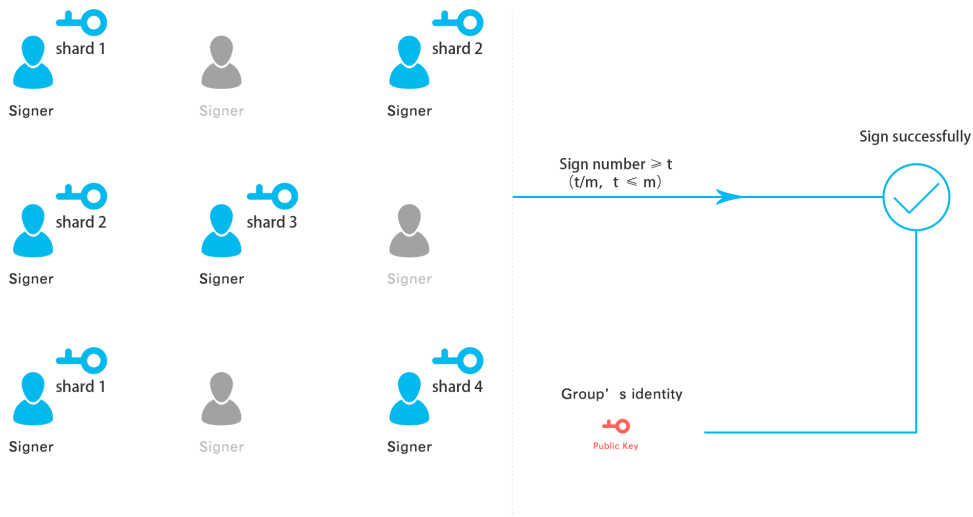 shard 1
shard 2
Signer
Signer
Signer
Sign successfully
Sign number ⩾ t
（t/m， t ⩽ m）
shard 2
shard 3
Signer
Signer
Signer
shard 1
shard 4
Group’ s identity
Signer
Signer
Signer
Public Key